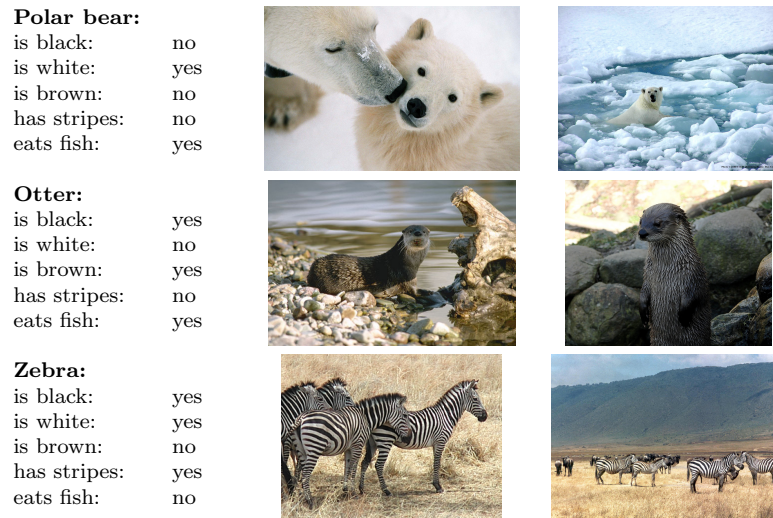 Polar bear:
is black: no
is white: yes
is brown: no
has stripes: no
eats fish: yes
Otter:
is black: yes
is white: no
is brown: yes
has stripes: no
eats fish: yes
Zebra:
is black: yes
is white: yes
is brown: no
has stripes: yes
eats fish: no